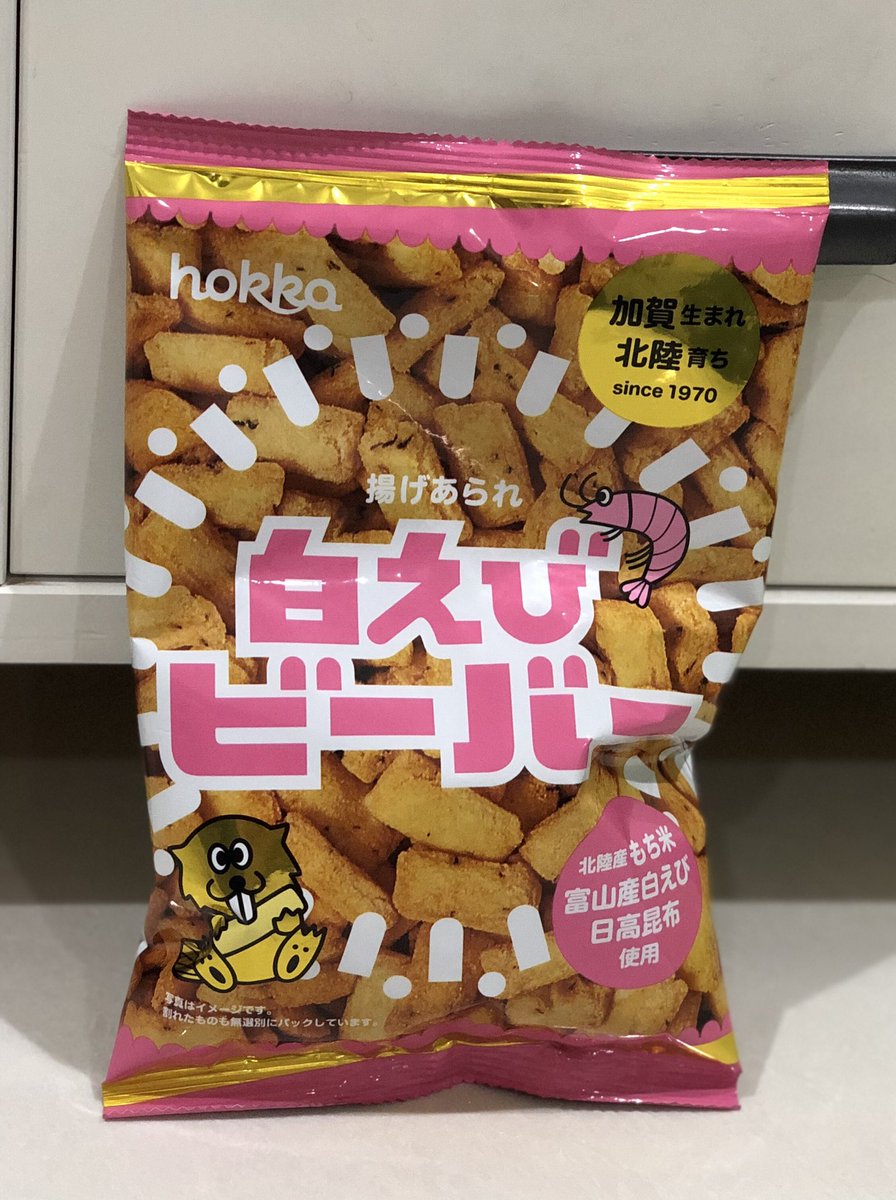 hokka
加賀生まれ
北陸育ち
since 1970
揚げあられ
白えび
ビーバー
北陸産もち米
富山産白えび
日高昆布
使用
写真はイメージです。
割れたものも無選別にパックしています。